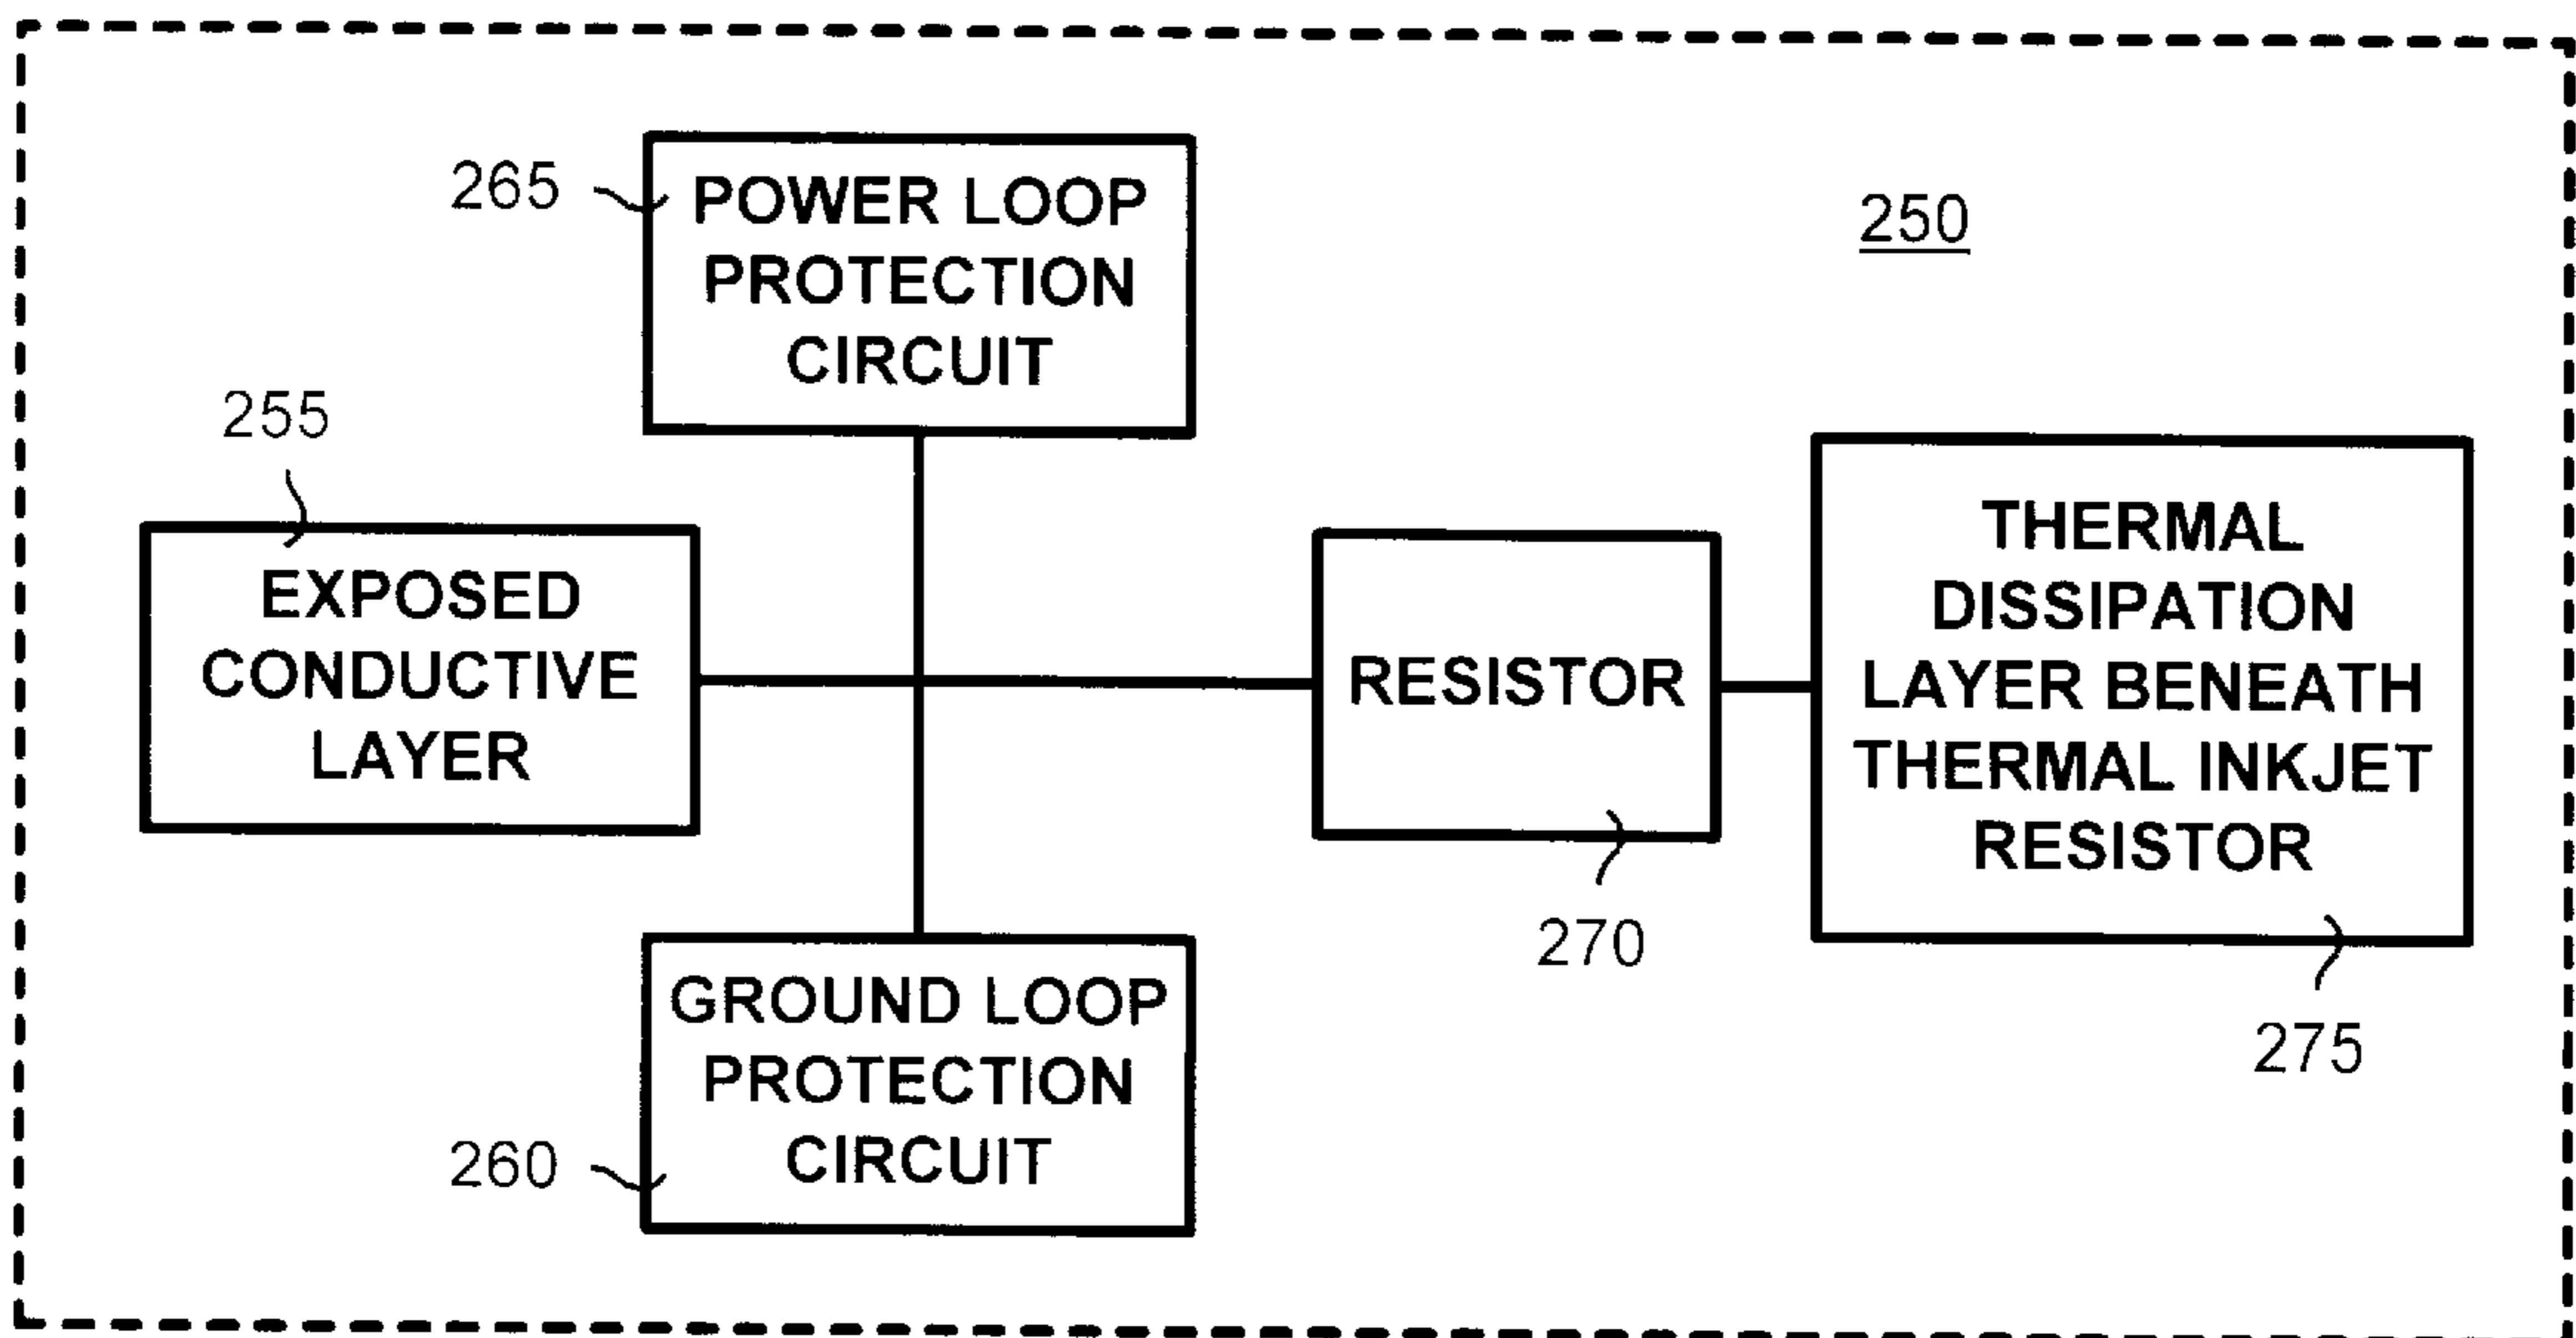 265
POWER LOOP
PROTECTION
CIRCUIT
250
255
EXPOSED
CONDUCTIVE
LAYER
RESISTOR
270
THERMAL
DISSIPATION
LAYER BENEATH
THERMAL INKJET
RESISTOR
275
GROUND LOOP
PROTECTION
CIRCUIT
260